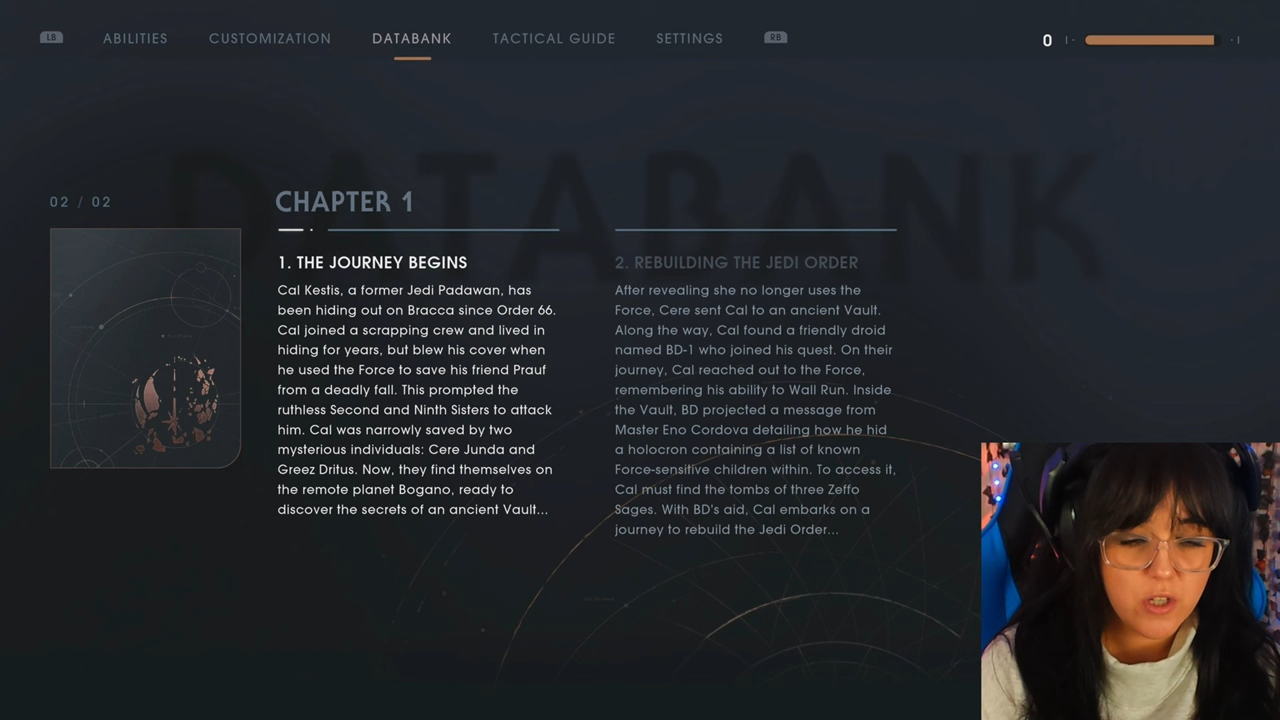 LB
ABILITIES
CUSTOMIZATION
DATABANK
TACTICAL GUIDE
SETTINGS
RB
0
DATABANK
02 / 02
CHAPTER 1
1. THE JOURNEY BEGINS
Cal Kestis, a former Jedi Padawan, has
been hiding out on Bracca since Order 66.
Cal joined a scrapping crew and lived in
hiding for years, but blew his cover when
he used the Force to save his friend Prauf
from a deadly fall. This prompted the
ruthless Second and Ninth Sisters to attack
him. Cal was narrowly saved by two
mysterious individuals: Cere Junda and
Greez Dritus. Now, they find themselves on
the remote planet Bogano, ready to
discover the secrets of an ancient Vault...
2. REBUILDING THE JEDI ORDER
After revealing she no longer uses the
Force, Cere sent Cal to an ancient Vault.
Along the way, Cal found a friendly droid
named BD-1 who joined his quest. On their
journey, Cal reached out to the Force,
remembering his ability to Wall Run. Inside
the Vault, BD projected a message from
Master Eno Cordova detailing how he hid
a holocron containing a list of known
Force-sensitive children within. To access it,
Cal must find the tombs of three Zeffo
Sages. With BD's aid, Cal embarks on a
journey to rebuild the Jedi Order...